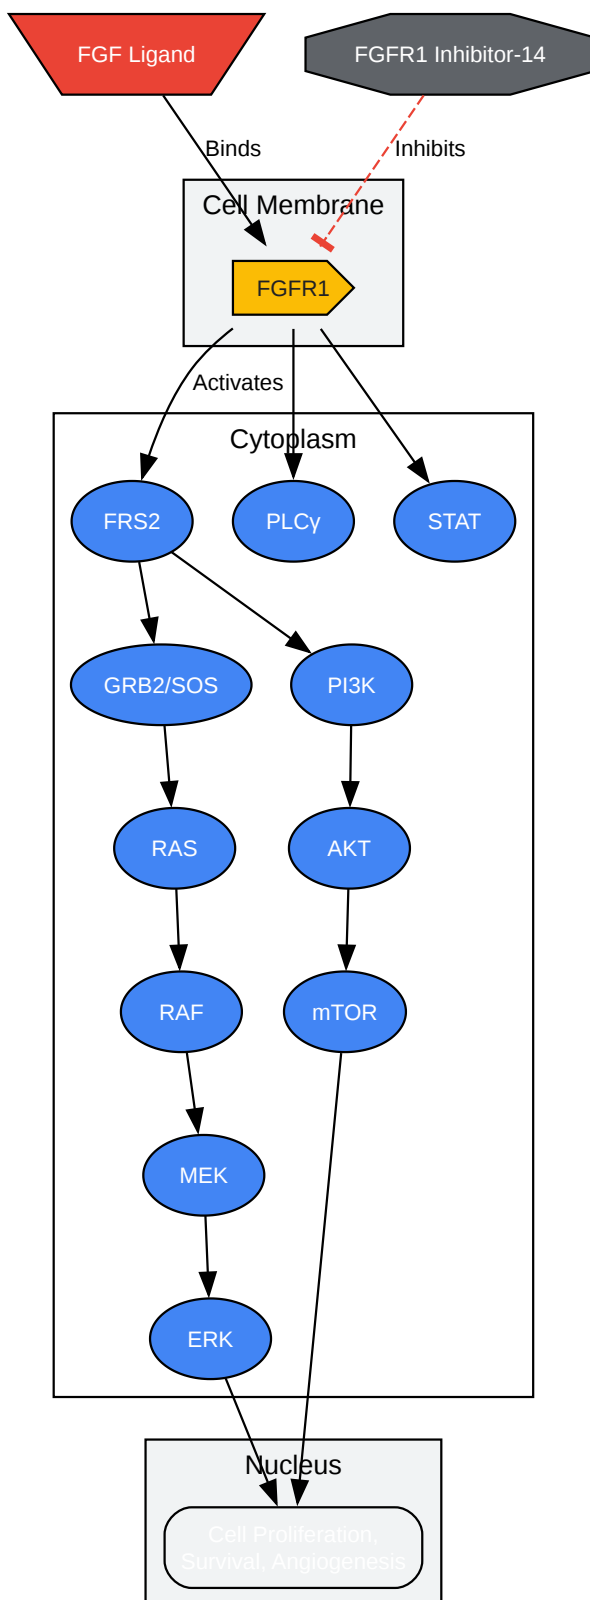 FGF Ligand
FGFR1 Inhibitor-14
Binds
Inhibits
Cell Membrane
FGFR1
Activates
Cytoplasm
FRS2
PLCγ
STAT
GRB2/SOS
PI3K
RAS
AKT
RAF
mTOR
MEK
ERK
Nucleus
Cell Proliferation,
Survival, Angiogenesis